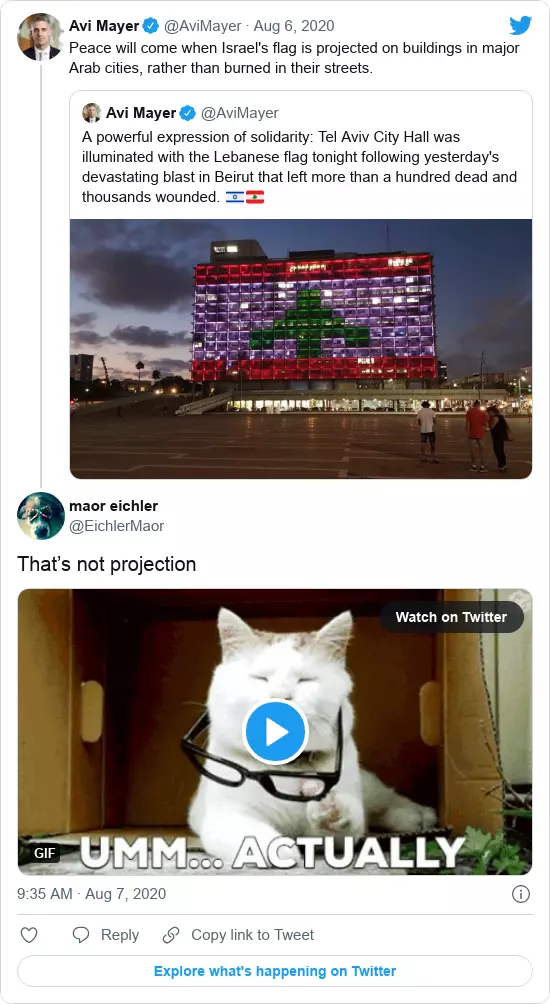 Avi Mayer @AviMayer · Aug 6, 2020
Peace will come when Israel's flag is projected on buildings in major
Arab cities, rather than burned in their streets.
Avi Mayer @AviMayer
A powerful expression of solidarity: Tel Aviv City Hall was
illuminated with the Lebanese flag tonight following yesterday's
devastating blast in Beirut that left more than a hundred dead and
thousands wounded. 🇮🇱🇱🇧
maor eichler
@EichlerMaor
That’s not projection
Watch on Twitter
GIF
UMM... ACTUALLY
9:35 AM · Aug 7, 2020
Reply
Copy link to Tweet
Explore what's happening on Twitter